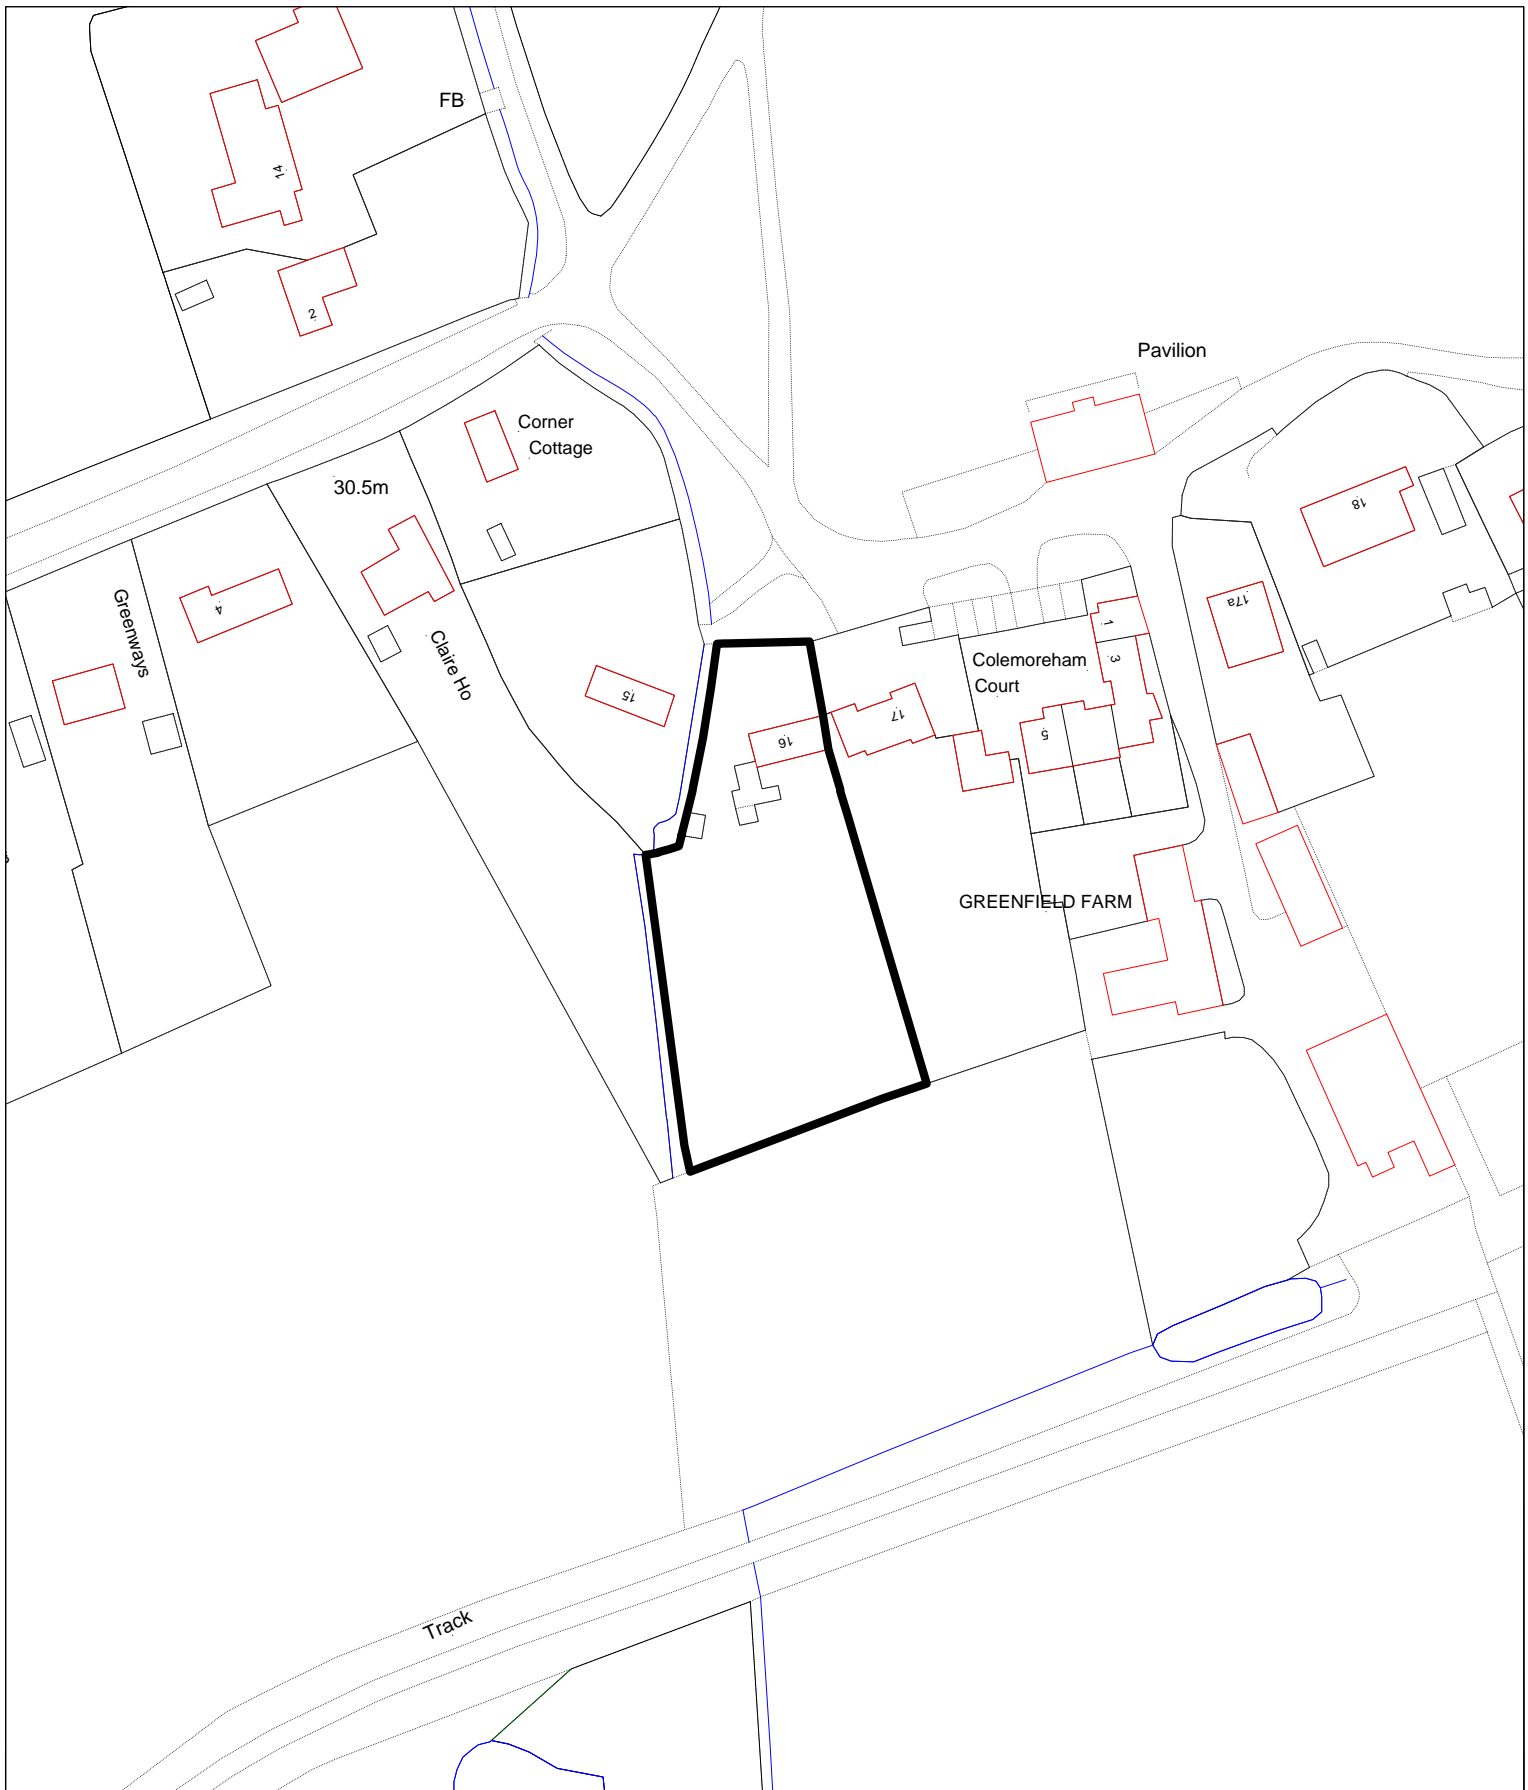 FB
14
2
Pavilion
Corner
Cottage
30.5m
18
Greenways
4
17a
Claire Ho
1
3
Colemoreham
Court
15
17
16
5
GREENFIELD FARM
Track